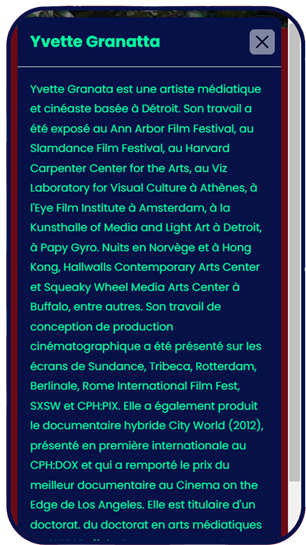 Yvette Granatta
Yvette Granata est une artiste médiatique
et cinéaste basée à Détroit. Son travail a
été exposé au Ann Arbor Film Festival, au
Slamdance Film Festival, au Harvard
Carpenter Center for the Arts, au Viz
Laboratory for Visual Culture à Athènes, à
l'Eye Film Institute à Amsterdam, à la
Kunsthalle of Media and Light Art à Detroit,
à Papy Gyro. Nuits en Norvège et à Hong
Kong, Hallwalls Contemporary Arts Center
et Squeaky Wheel Media Arts Center à
Buffalo, entre autres. Son travail de
conception de production
cinématographique a été présenté sur les
écrans de Sundance, Tribeca, Rotterdam,
Berlinale, Rome International Film Fest,
SXSW et CPH:PIX. Elle a également produit
le documentaire hybride City World (2012),
présenté en première internationale au
CPH:DOX et qui a remporté le prix du
meilleur documentaire au Cinema on the
Edge de Los Angeles. Elle est titulaire d'un
doctorat. du doctorat en arts médiatiques